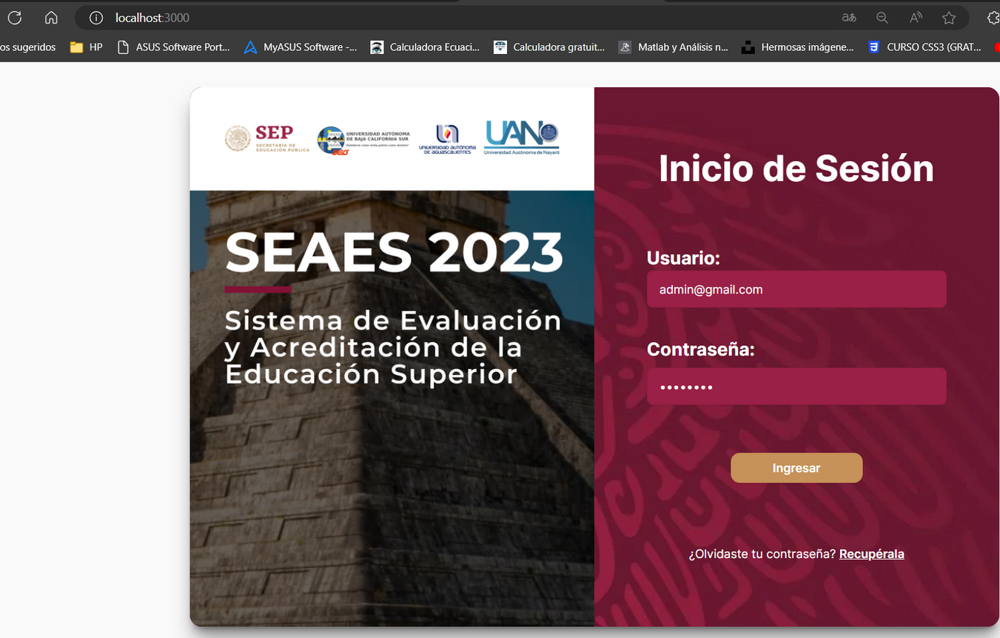 localhost:3000
os sugeridos
HP
ASUS Software Port...
MyASUS Software -...
Calculadora Ecuaci...
Calculadora gratuit...
Matlab y Análisis n...
Hermosas imágene...
CURSO CSS3 (GRAT...
SEP
SECRETARÍA DE
EDUCACIÓN PÚBLICA
UNIVERSIDAD AUTÓNOMA
DE BAJA CALIFORNIA SUR
UNIVERSIDAD AUTÓNOMA
DE AGUASCALIENTES
UAN
Universidad Autónoma de Nayarit
SEAES 2023
Sistema de Evaluación
y Acreditación de la
Educación Superior
Inicio de Sesión
Usuario:
admin@gmail.com
Contraseña:
••••••••
Ingresar
¿Olvidaste tu contraseña? Recupérala